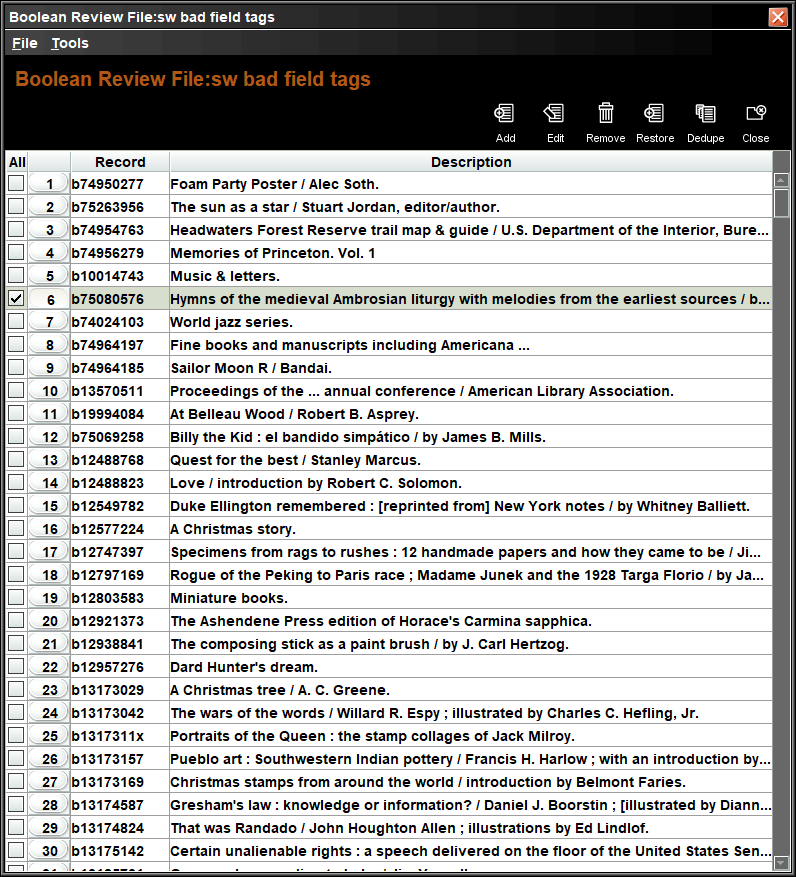 Boolean Review File:sw bad field tags
File Tools
Boolean Review File:sw bad field tags
Add Edit Remove Restore Dedupe Close
All Record Description
1 b74950277 Foam Party Poster / Alec Soth.
2 b75263956 The sun as a star / Stuart Jordan, editor/author.
3 b74954763 Headwaters Forest Reserve trail map & guide / U.S. Department of the Interior, Bure...
4 b74956279 Memories of Princeton. Vol. 1
5 b10014743 Music & letters.
6 b75080576 Hymns of the medieval Ambrosian liturgy with melodies from the earliest sources / b...
7 b74024103 World jazz series.
8 b74964197 Fine books and manuscripts including Americana ...
9 b74964185 Sailor Moon R / Bandai.
10 b13570511 Proceedings of the ... annual conference / American Library Association.
11 b19994084 At Belleau Wood / Robert B. Asprey.
12 b75069258 Billy the Kid : el bandido simpático / by James B. Mills.
13 b12488768 Quest for the best / Stanley Marcus.
14 b12488823 Love / introduction by Robert C. Solomon.
15 b12549782 Duke Ellington remembered : [reprinted from] New York notes / by Whitney Balliett.
16 b12577224 A Christmas story.
17 b12747397 Specimens from rags to rushes : 12 handmade papers and how they came to be / Ji...
18 b12797169 Rogue of the Peking to Paris race ; Madame Junek and the 1928 Targa Florio / by Ja...
19 b12803583 Miniature books.
20 b12921373 The Ashendene Press edition of Horace's Carmina sapphica.
21 b12938841 The composing stick as a paint brush / by J. Carl Hertzog.
22 b12957276 Dard Hunter's dream.
23 b13173029 A Christmas tree / A. C. Greene.
24 b13173042 The wars of the words / Willard R. Espy ; illustrated by Charles C. Hefling, Jr.
25 b1317311x Portraits of the Queen : the stamp collages of Jack Milroy.
26 b13173157 Pueblo art : Southwestern Indian pottery / Francis H. Harlow ; with an introduction by...
27 b13173169 Christmas stamps from around the world / introduction by Belmont Faries.
28 b13174587 Gresham's law : knowledge or information? / Daniel J. Boorstin ; [illustrated by Diann...
29 b13174824 That was Randado / John Houghton Allen ; illustrations by Ed Lindlof.
30 b13175142 Certain unalienable rights : a speech delivered on the floor of the United States Sen...